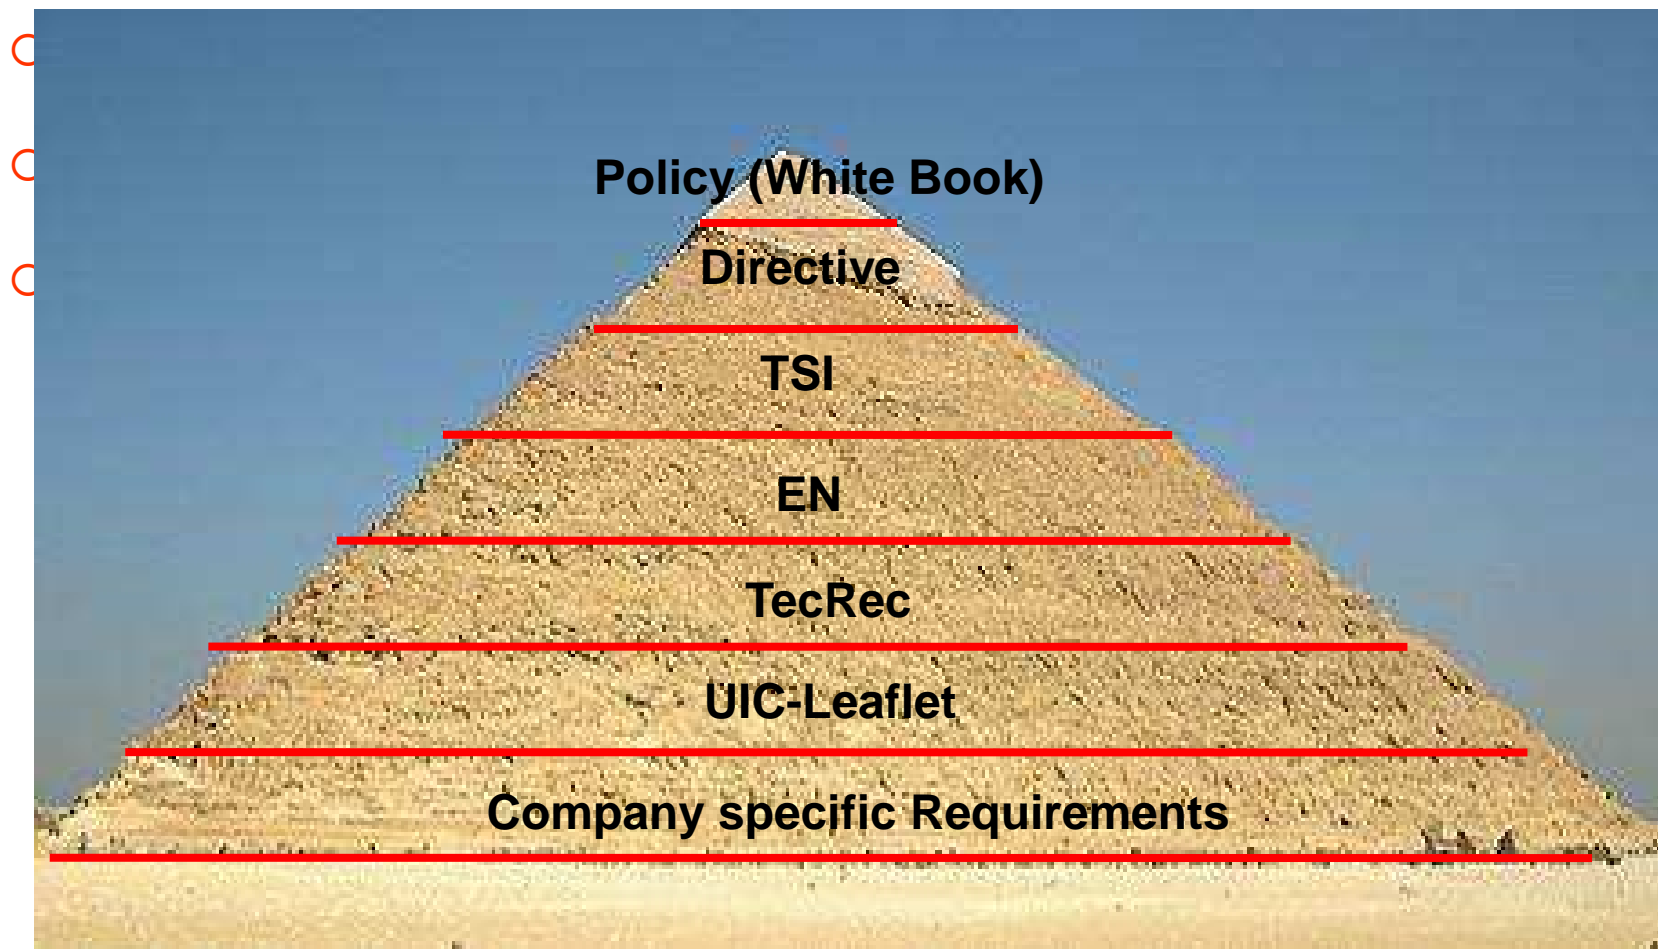 Policy (White Book)
Directive
TSI
EN
TecRec
UIC-Leaflet
Company specific Requirements